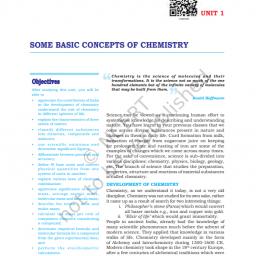 UNIT 1
SOME BASIC CONCEPTS OF CHEMISTRY
Objectives
After studying this unit, you will be
able to
• appreciate the contribution of India
in the development of chemistry
understand the role of chemistry
in different spheres of life;
• explain the characteristics of three
states of matter;
• classify different substances
into elements, compounds and
mixtures;
• use scientific notations and
determine significant figures;
• differentiate between precision and
accuracy;
• define SI base units and convert
physical quantities from one
system of units to another;
• explain various laws of chemical
combination;
• appreciate significance of atomic
mass, average atomic mass,
molecular mass and formula
mass;
• describe the terms – mole and
molar mass;
• calculate the mass per cent of
component elements constituting
a compound;
• determine empirical formula and
molecular formula for a compound
from the given experimental data;
and
• perform the stoichiometric
calculations.
Chemistry is the science of molecules and their
transformations. It is the science not so much of the one
hundred elements but of the infinite variety of molecules
that may be built from them.
Roald Hoffmann
Science can be viewed as a continuing human effort to
systematise knowledge for describing and understanding
nature. You have learnt in your previous classes that we
come across diverse substances present in nature and
changes in them in daily life. Curd formation from milk,
formation of vinegar from sugarcane juice on keeping
for prolonged time and rusting of iron are some of the
examples of changes which we come across many times.
For the sake of convenience, science is sub-divided into
various disciplines: chemistry, physics, biology, geology,
etc. The branch of science that studies the preparation,
properties, structure and reactions of material substances
is called chemistry.
DEVELOPMENT OF CHEMISTRY
Chemistry, as we understand it today, is not a very old
discipline. Chemistry was not studied for its own sake, rather
it came up as a result of search for two interesting things:
i. Philosopher's stone (Paras) which would convert
all baser metals e.g., iron and copper into gold.
ii. 'Elixir of life' which would grant immortality.
People in ancient India, already had the knowledge of
many scientific phenomenon much before the advent of
modern science. They applied that knowledge in various
walks of life. Chemistry developed mainly in the form
of Alchemy and Iatrochemistry during 1300-1600 CE.
Modern chemistry took shape in the 18th century Europe,
after a few centuries of alchemical traditions which were